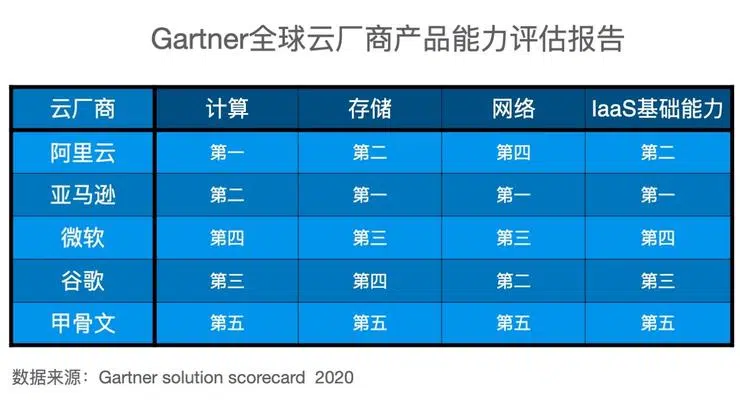 Gartner全球云厂商产品能力评估报告
云厂商 计算 存储 网络 IaaS基础能力
阿里云 第一 第二 第四 第二
亚马逊 第二 第一 第一 第一
微软 第四 第三 第三 第四
谷歌 第三 第四 第二 第三
甲骨文 第五 第五 第五 第五
数据来源：Gartner solution scorecard 2020